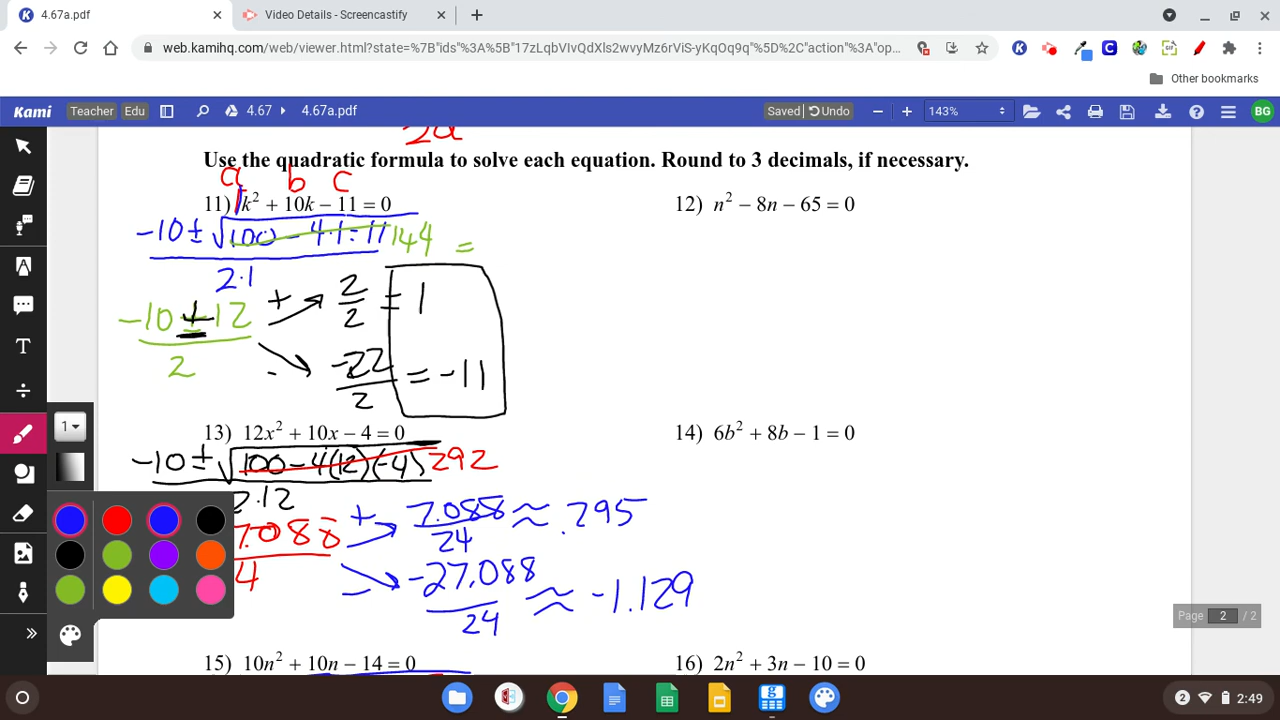 4.67a.pdf
Video Details - Screencastify
web.kamihq.com/web/viewer.html?state=%7B"ids"%3A%5B"17zLqbVIvQdXls2wvyMz6rViS-yKqOq9q"%5D%2C"action"%3A"op...
Other bookmarks
Kami Teacher Edu 4.67 4.67a.pdf Saved Undo 143% BG
2a
Use the quadratic formula to solve each equation. Round to 3 decimals, if necessary.
a b c
11) 1k² + 10k − 11 = 0
12) n² − 8n − 65 = 0
-10 ± √100 - 4·1·-11 144 =
2·1
-10 ± 12 + 2/2 = 1
2
- -22/2 = -11
13) 12x² + 10x − 4 = 0
14) 6b² + 8b − 1 = 0
-10 ± √100 - 4(12)(-4) 292
2·12
7.088 + 7.088/24 ≈ .295
4
- -27.088/24 ≈ -1.129
Page 2 / 2
15) 10n² + 10n − 14 = 0
16) 2n² + 3n − 10 = 0
1
2 2:49